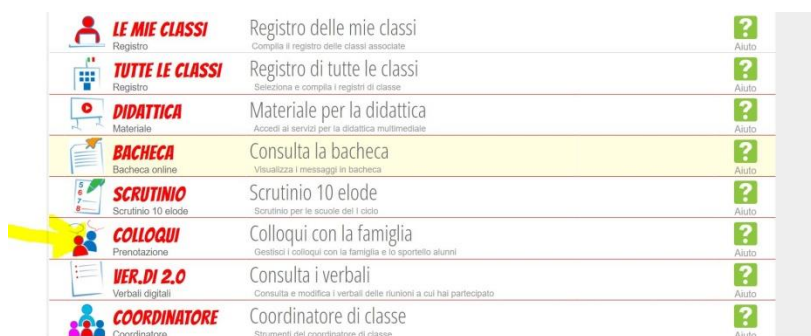 LE MIE CLASSI Registro delle mie classi
Registro Compila il registro delle classi associate Aiuto
TUTTE LE CLASSI Registro di tutte le classi
Registro Seleziona e compila i registri di classe Aiuto
DIDATTICA Materiale per la didattica
Materiale Accedi ai servizi per la didattica multimediale Aiuto
BACHECA Consulta la bacheca
Bacheca online Visualizza i messaggi in bacheca Aiuto
SCRUTINIO Scrutinio 10 elode
Scrutinio 10 elode Scrutinio per le scuole del I ciclo Aiuto
COLLOQUI Colloqui con la famiglia
Prenotazione Gestisci i colloqui con la famiglia e lo sportello alunni Aiuto
VER.DI 2.0 Consulta i verbali
Verbali digitali Consulta e modifica i verbali delle riunioni a cui hai partecipato Aiuto
COORDINATORE Coordinatore di classe
Coordinatore Strumenti del coordinatore di classe Aiuto